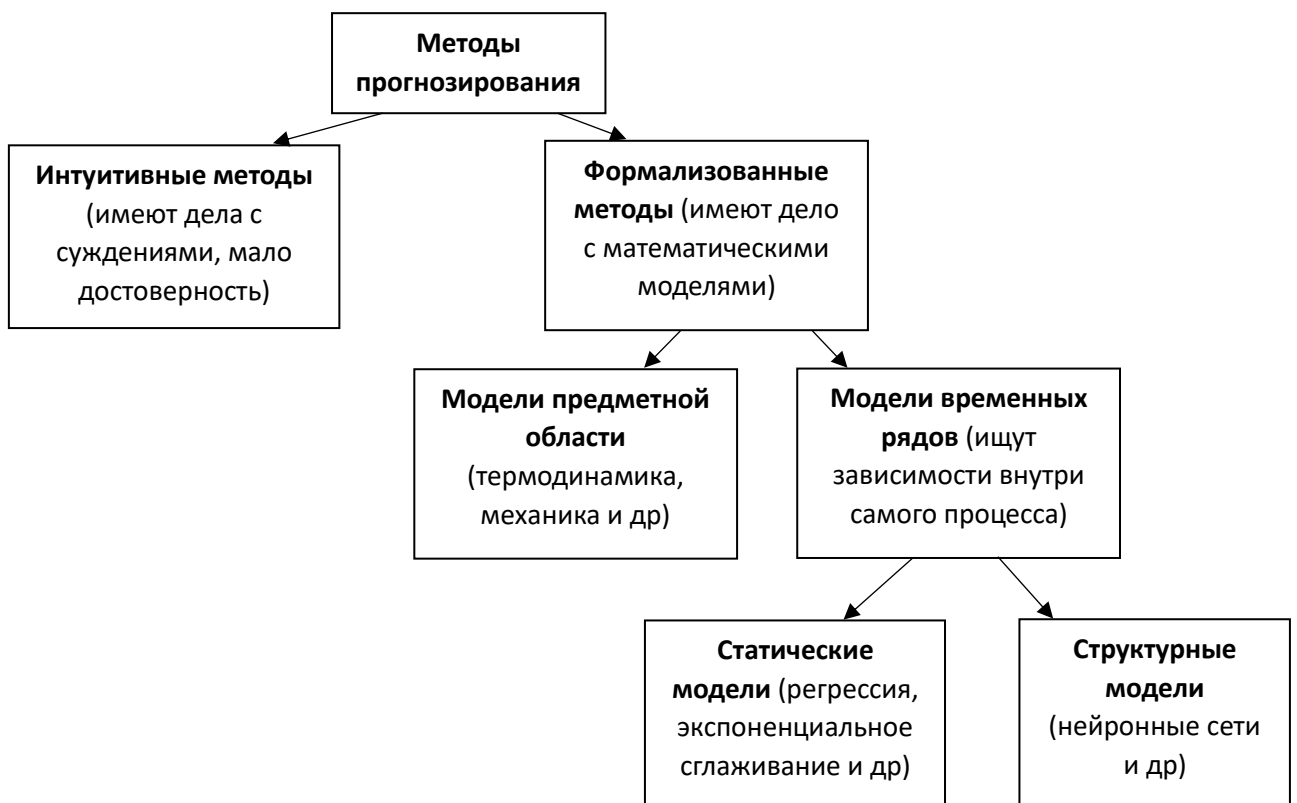 Методы
прогнозирования
Интуитивные методы
(имеют дела с
суждениями, мало
достоверность)
Формализованные
методы (имеют дело
с математическими
моделями)
Модели предметной
области
(термодинамика,
механика и др)
Модели временных
рядов (ищут
зависимости внутри
самого процесса)
Статические
модели (регрессия,
экспоненциальное
сглаживание и др)
Структурные
модели
(нейронные сети
и др)